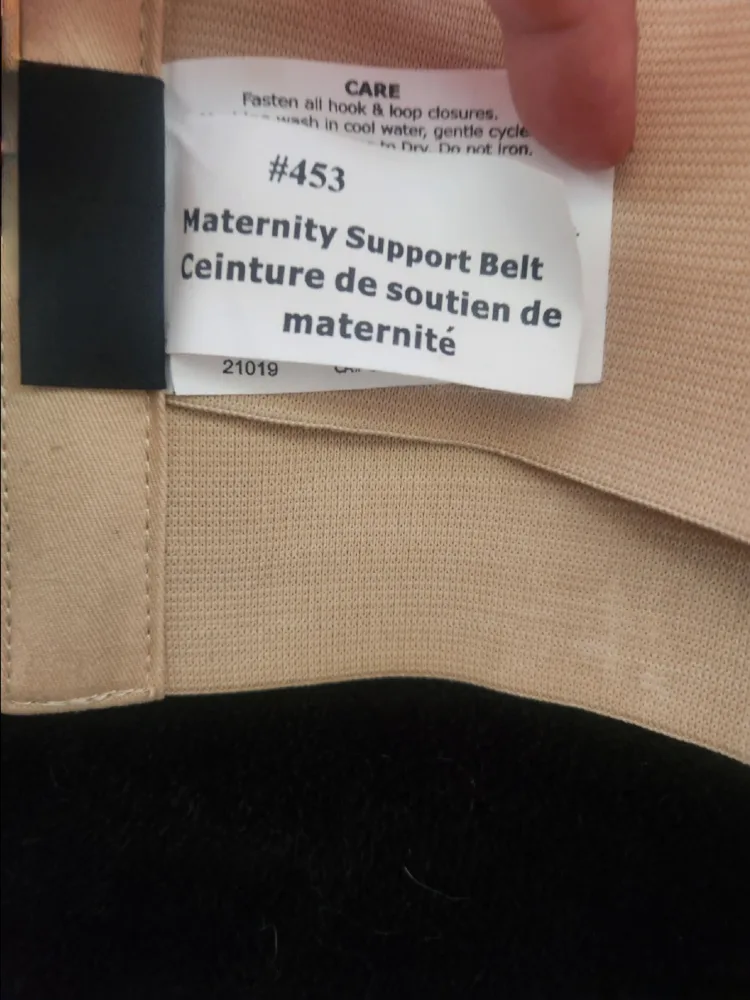 CARE
Fasten all hook & loop closures.
wash in cool water, gentle cycle
to Dry. Do not iron.
#453
Maternity Support Belt
Ceinture de soutien de
maternité
21019